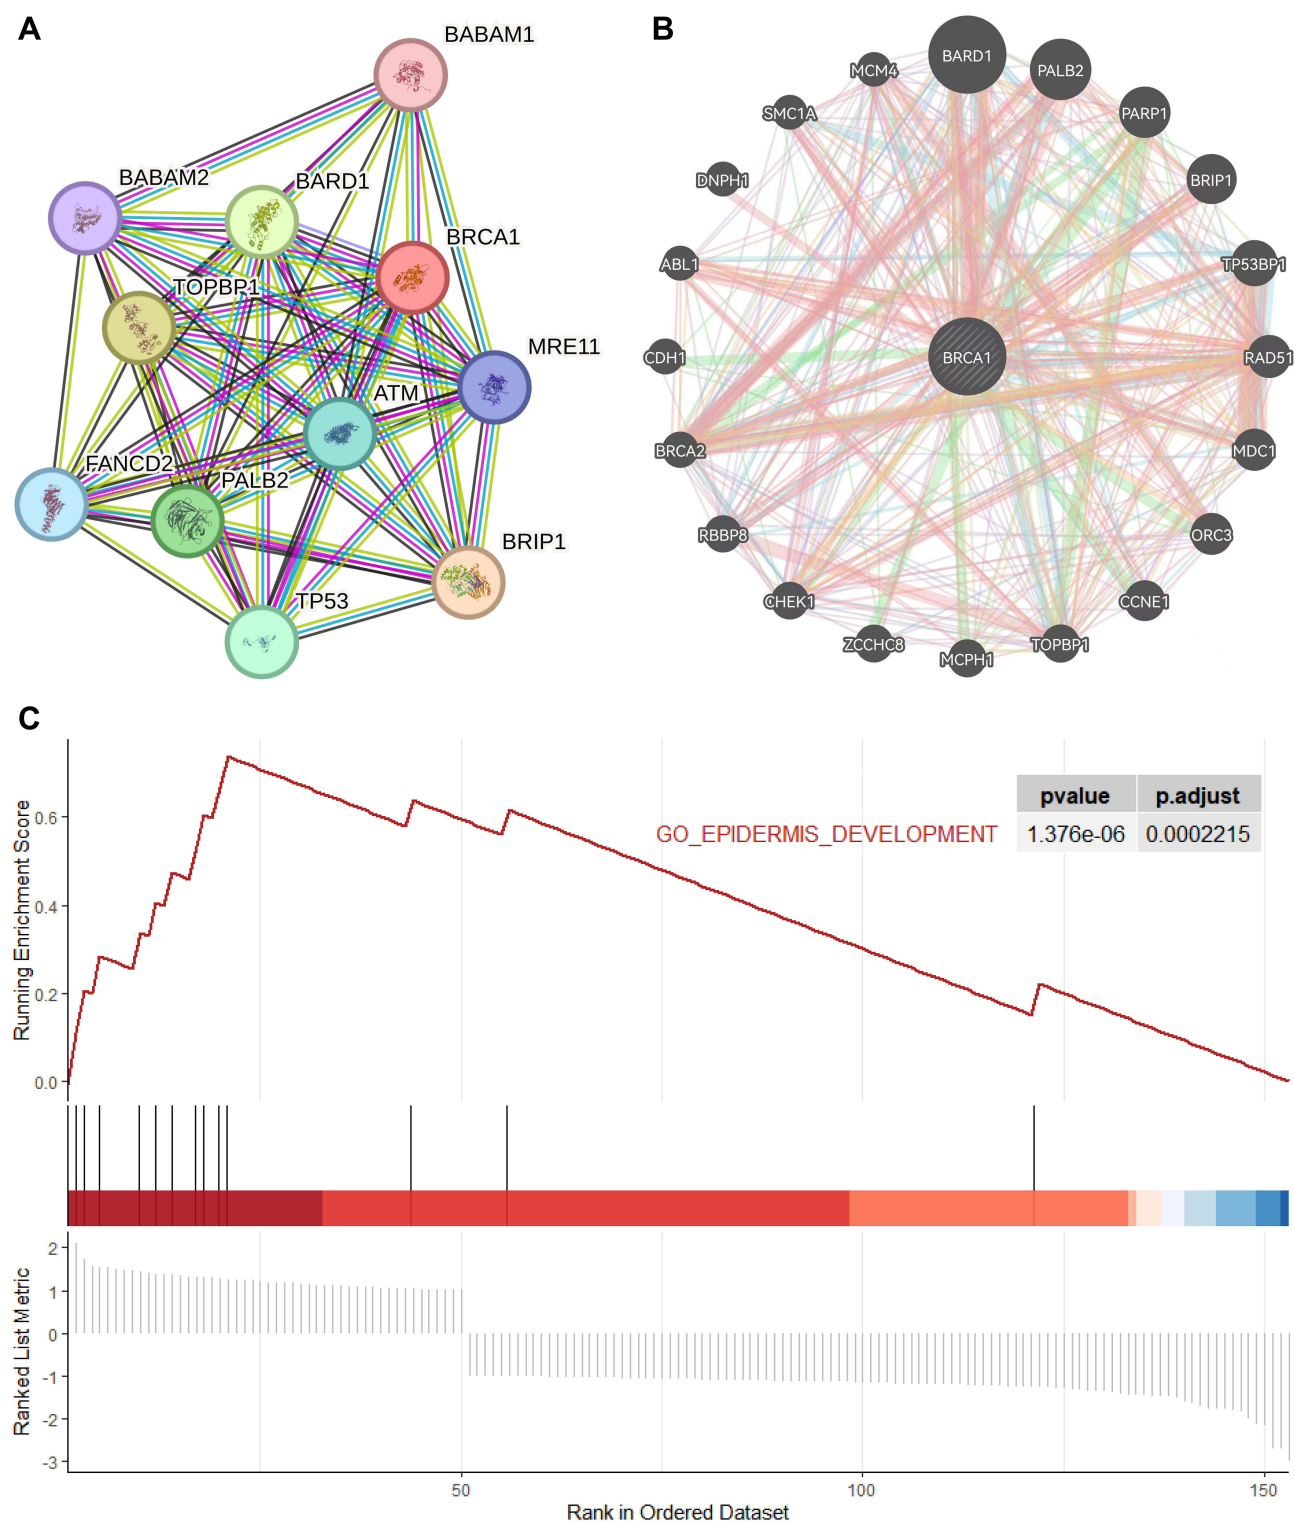 A
BABAM1
BABAM2
BARD1
BRCA1
TOPBP1
MRE11
ATM
FANCD2
PALB2
BRIP1
TP53
B
BARD1
MCM4
PALB2
SMC1A
PARP1
DNPH1
BRIP1
ABL1
TP53BP1
CDH1
BRCA1
RAD51
BRCA2
MDC1
RBBP8
ORC3
CHEK1
CCNE1
ZCCHC8
MCPH1
TOPBP1
C
Running Enrichment Score
0.6
0.4
0.2
0.0
pvalue p.adjust
GO_EPIDERMIS_DEVELOPMENT 1.376e-06 0.0002215
Ranked List Metric
2
1
0
-1
-2
-3
50 100 150
Rank in Ordered Dataset